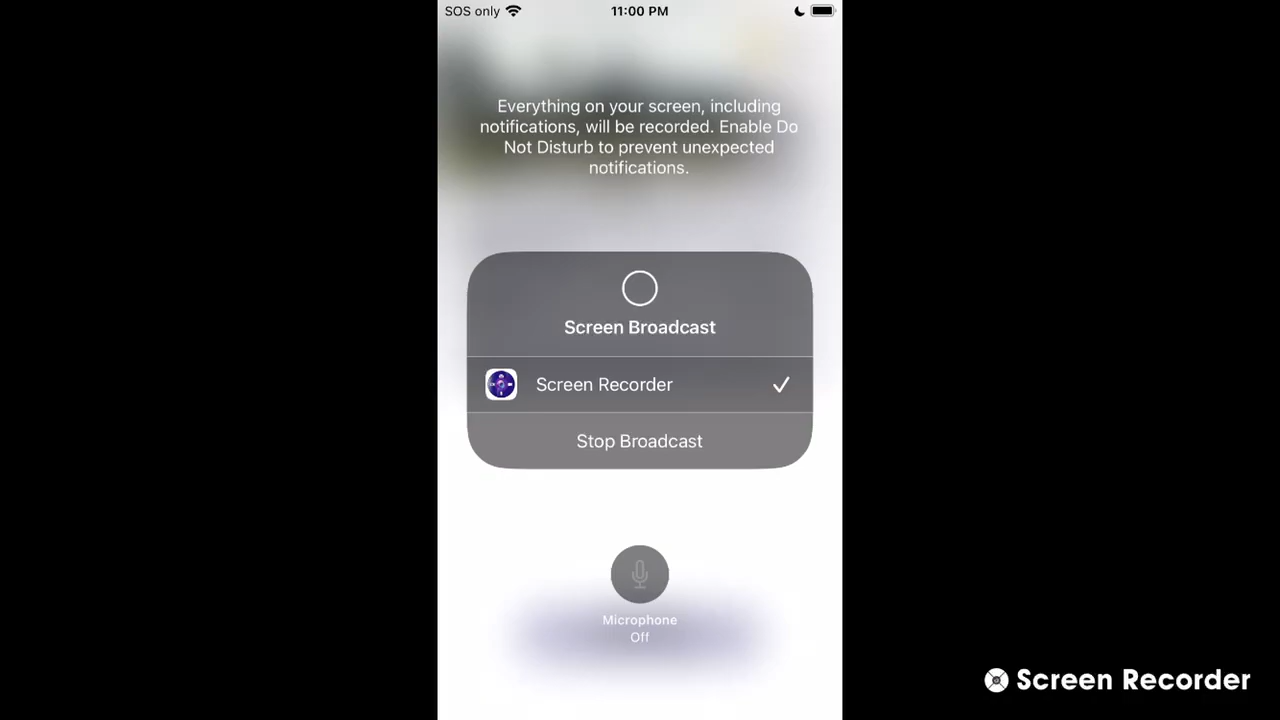 SOS only
11:00 PM
Everything on your screen, including
notifications, will be recorded. Enable Do
Not Disturb to prevent unexpected
notifications.
Screen Broadcast
Screen Recorder
Stop Broadcast
Microphone
Off
Screen Recorder